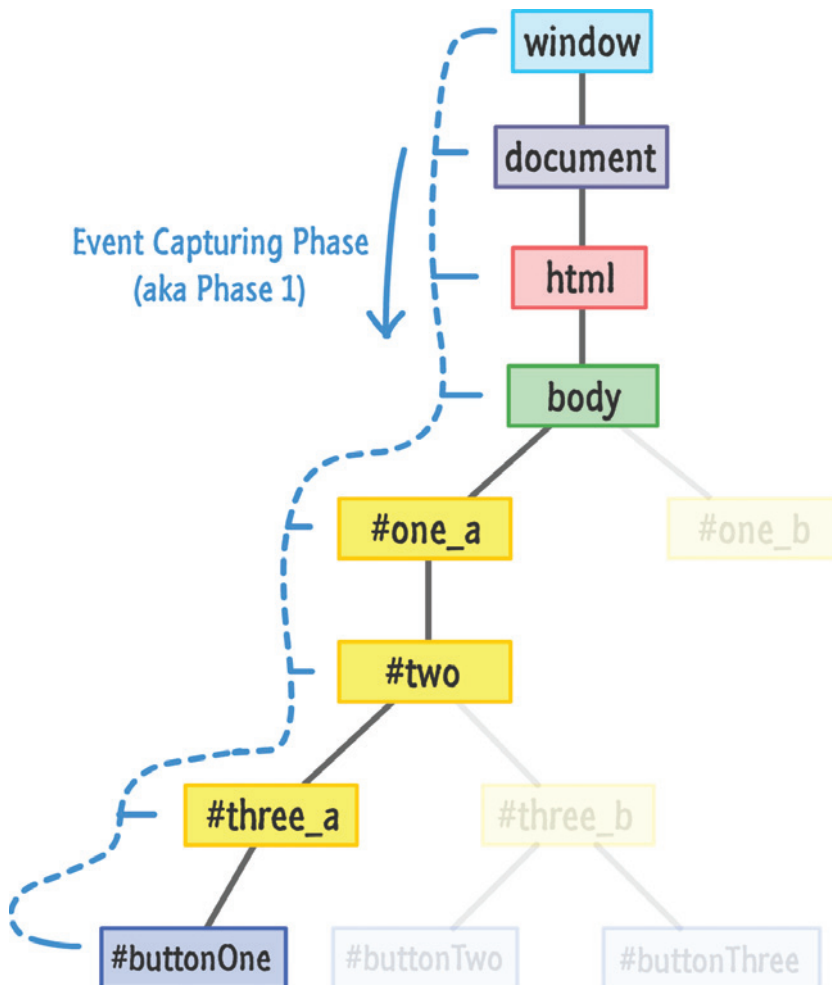 window
document
Event Capturing Phase
(aka Phase 1)
html
body
#one_a
#one_b
#two
#three_a
#three_b
#buttonOne
#buttonTwo
#buttonThree